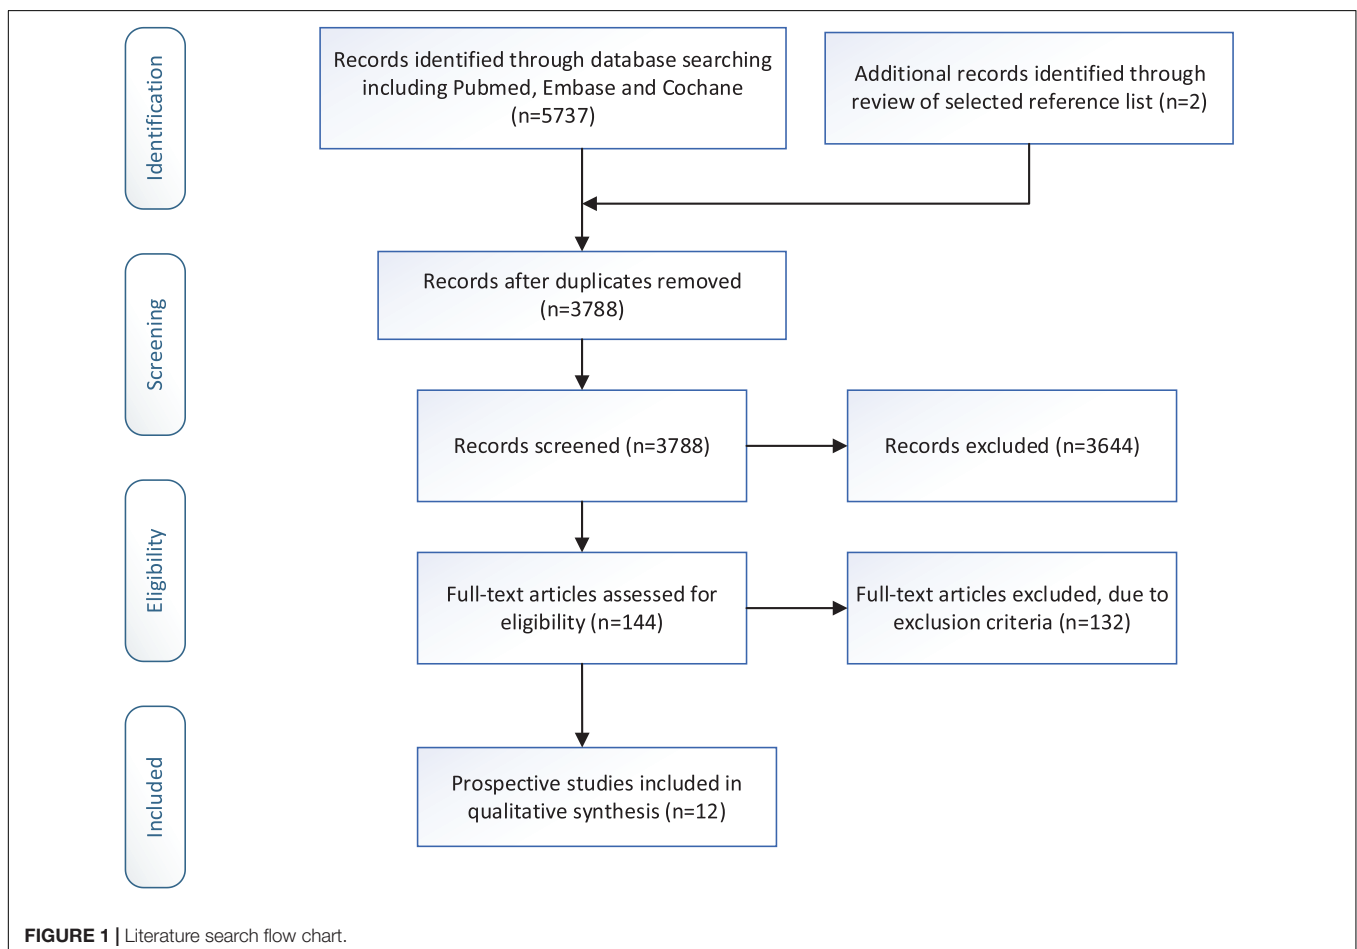 Identification
Records identified through database searching
including Pubmed, Embase and Cochane
(n=5737)
Additional records identified through
review of selected reference list (n=2)
Screening
Records after duplicates removed
(n=3788)
Records screened (n=3788)
Records excluded (n=3644)
Eligibility
Full-text articles assessed for
eligibility (n=144)
Full-text articles excluded, due to
exclusion criteria (n=132)
Included
Prospective studies included in
qualitative synthesis (n=12)
FIGURE 1 | Literature search flow chart.